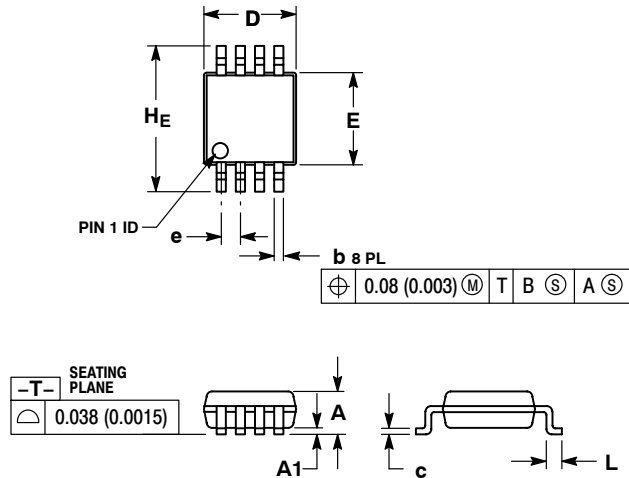 D
HE
E
PIN 1 ID
e
b 8 PL
⌖ 0.08 (0.003) Ⓜ T B Ⓢ A Ⓢ
–T– SEATING
PLANE
⌓ 0.038 (0.0015)
A
A1
c
L